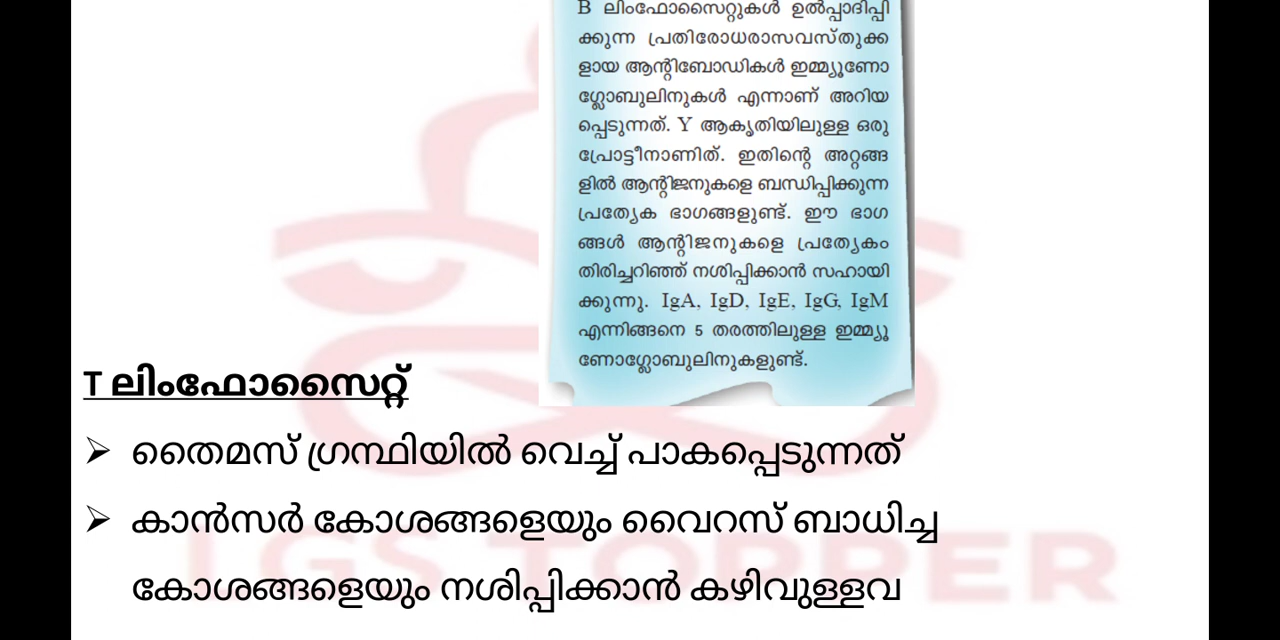 B ലിംഫോസൈറ്റുകൾ ഉൽപ്പാദിപ്പി
ക്കുന്ന പ്രതിരോധരാസവസ്തുക്ക
ളായ ആന്റിബോഡികൾ ഇമ്മ്യൂണോ
ഗ്ലോബുലിനുകൾ എന്നാണ് അറിയ
പ്പെടുന്നത്. Y ആകൃതിയിലുള്ള ഒരു
പ്രോട്ടീനാണിത്. ഇതിന്റെ അറ്റങ്ങ
ളിൽ ആന്റിജനുകളെ ബന്ധിപ്പിക്കുന്ന
പ്രത്യേക ഭാഗങ്ങളുണ്ട്. ഈ ഭാഗ
ങ്ങൾ ആന്റിജനുകളെ പ്രത്യേകം
തിരിച്ചറിഞ്ഞ് നശിപ്പിക്കാൻ സഹായി
ക്കുന്നു. IgA, IgD, IgE, IgG, IgM
എന്നിങ്ങനെ 5 തരത്തിലുള്ള ഇമ്മ്യൂ
ണോഗ്ലോബുലിനുകളുണ്ട്.
T ലിംഫോസൈറ്റ്
➢ തൈമസ് ഗ്രന്ഥിയിൽ വെച്ച് പാകപ്പെടുന്നത്
➢ കാൻസർ കോശങ്ങളെയും വൈറസ് ബാധിച്ച
കോശങ്ങളെയും നശിപ്പിക്കാൻ കഴിവുള്ളവ
LGS TOPPER